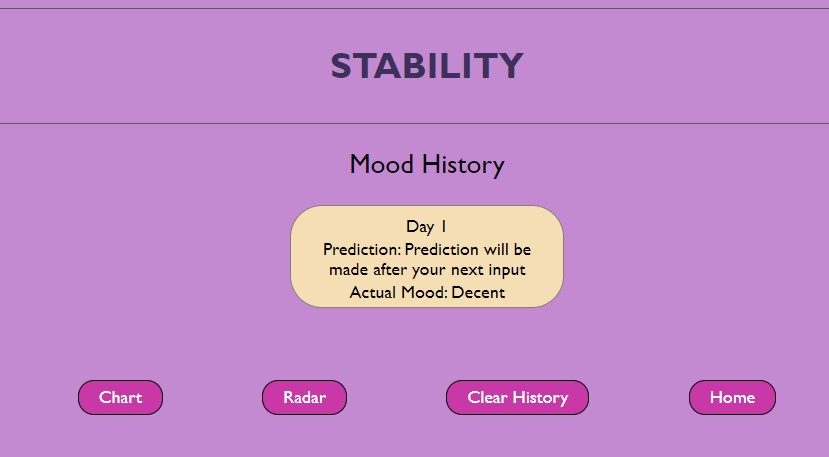 STABILITY
Mood History
Day 1
Prediction: Prediction will be
made after your next input
Actual Mood: Decent
Chart
Radar
Clear History
Home